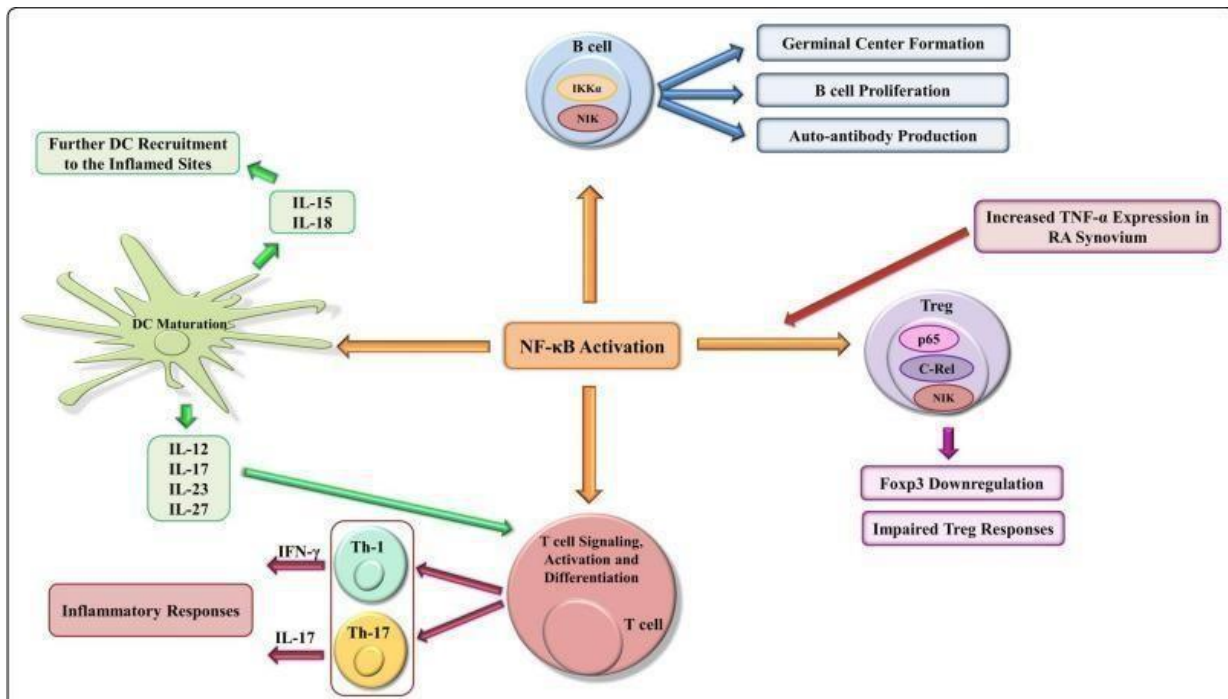 B cell
IKKα
NIK
Germinal Center Formation
B cell Proliferation
Auto-antibody Production
Further DC Recruitment
to the Inflamed Sites
IL-15
IL-18
DC Maturation
NF-κB Activation
Increased TNF-α Expression in
RA Synovium
Treg
p65
C-Rel
NIK
Foxp3 Downregulation
Impaired Treg Responses
IL-12
IL-17
IL-23
IL-27
T cell Signaling,
Activation and
Differentiation
T cell
Th-1
Th-17
IFN-γ
IL-17
Inflammatory Responses